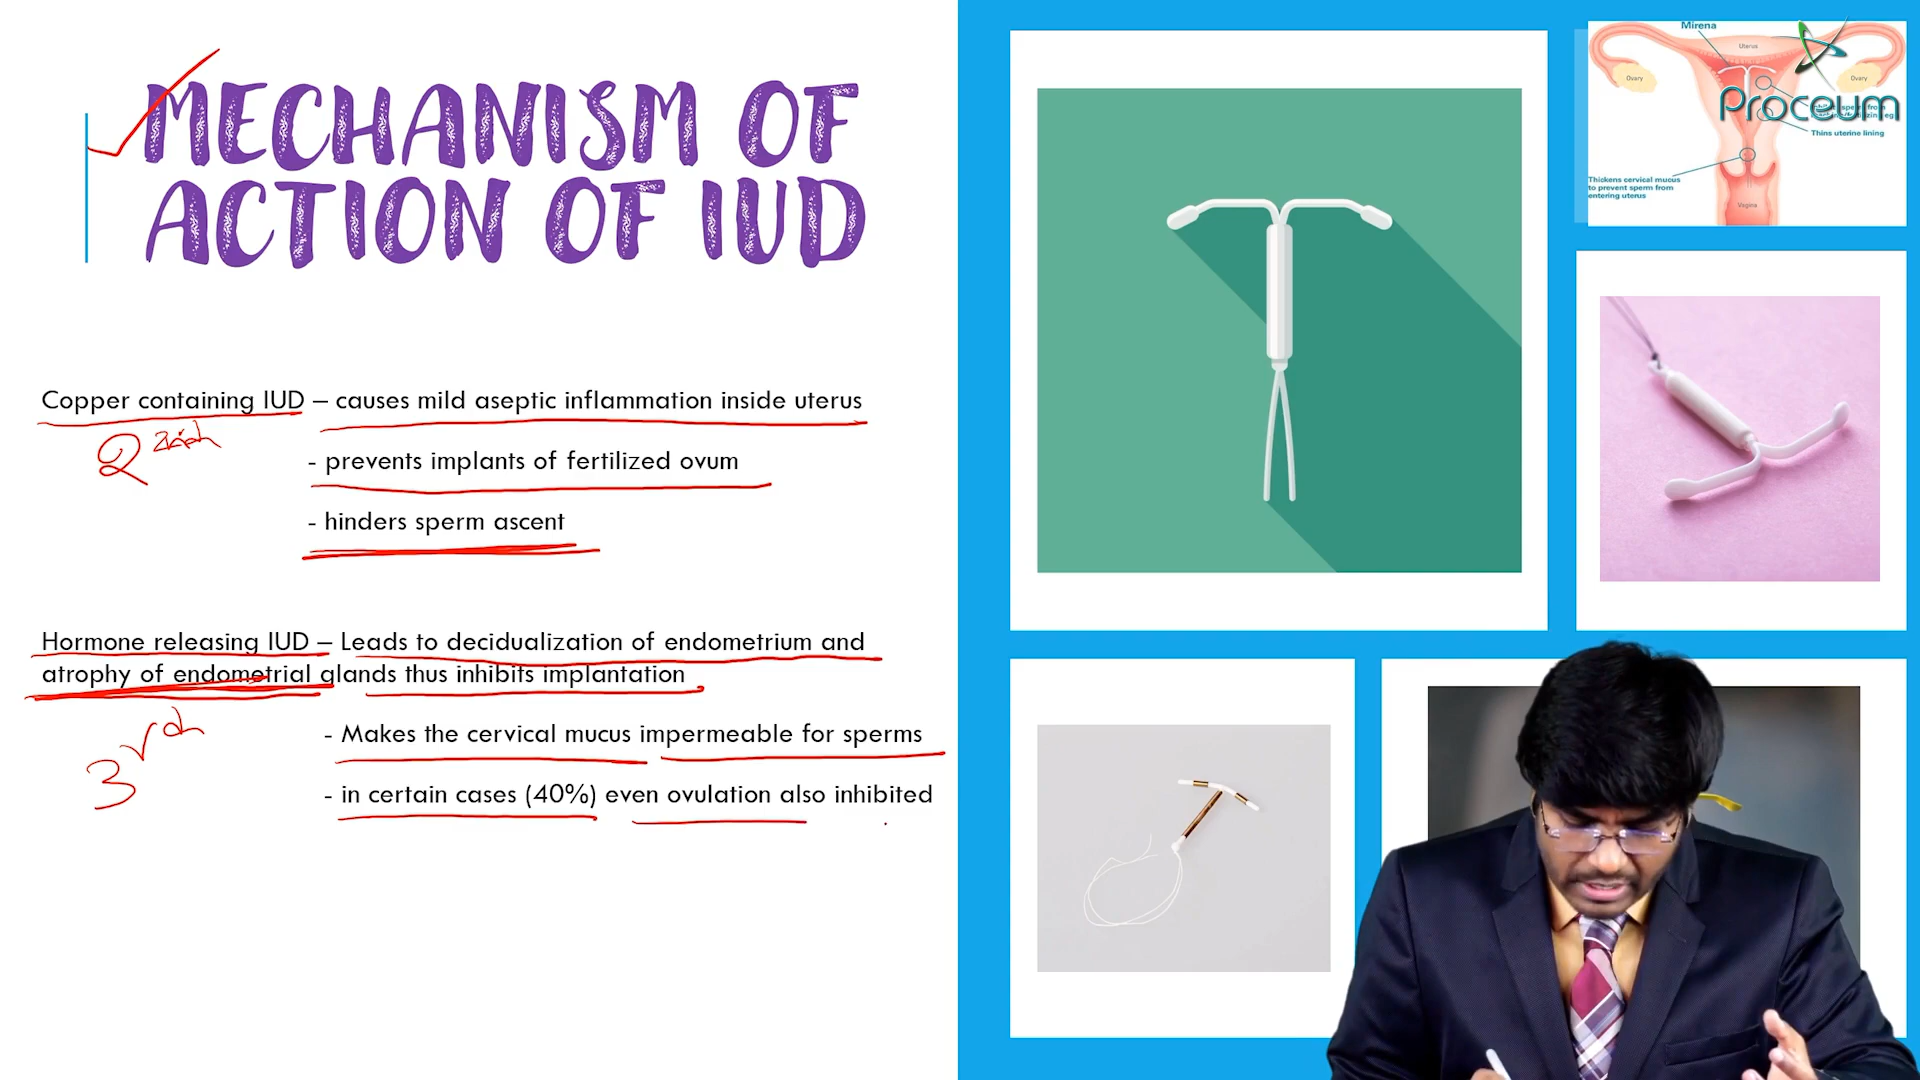 MECHANISM OF
ACTION OF IUD
Copper containing IUD – causes mild aseptic inflammation inside uterus
2
- prevents implants of fertilized ovum
- hinders sperm ascent
Hormone releasing IUD – Leads to decidualization of endometrium and
atrophy of endometrial glands thus inhibits implantation
3rd
- Makes the cervical mucus impermeable for sperms
- in certain cases (40%) even ovulation also inhibited
Mirena
Uterus
Ovary
Ovary
Proceum
Thins uterine lining
Thickens cervical mucus
to prevent sperm from
entering uterus
Vagina